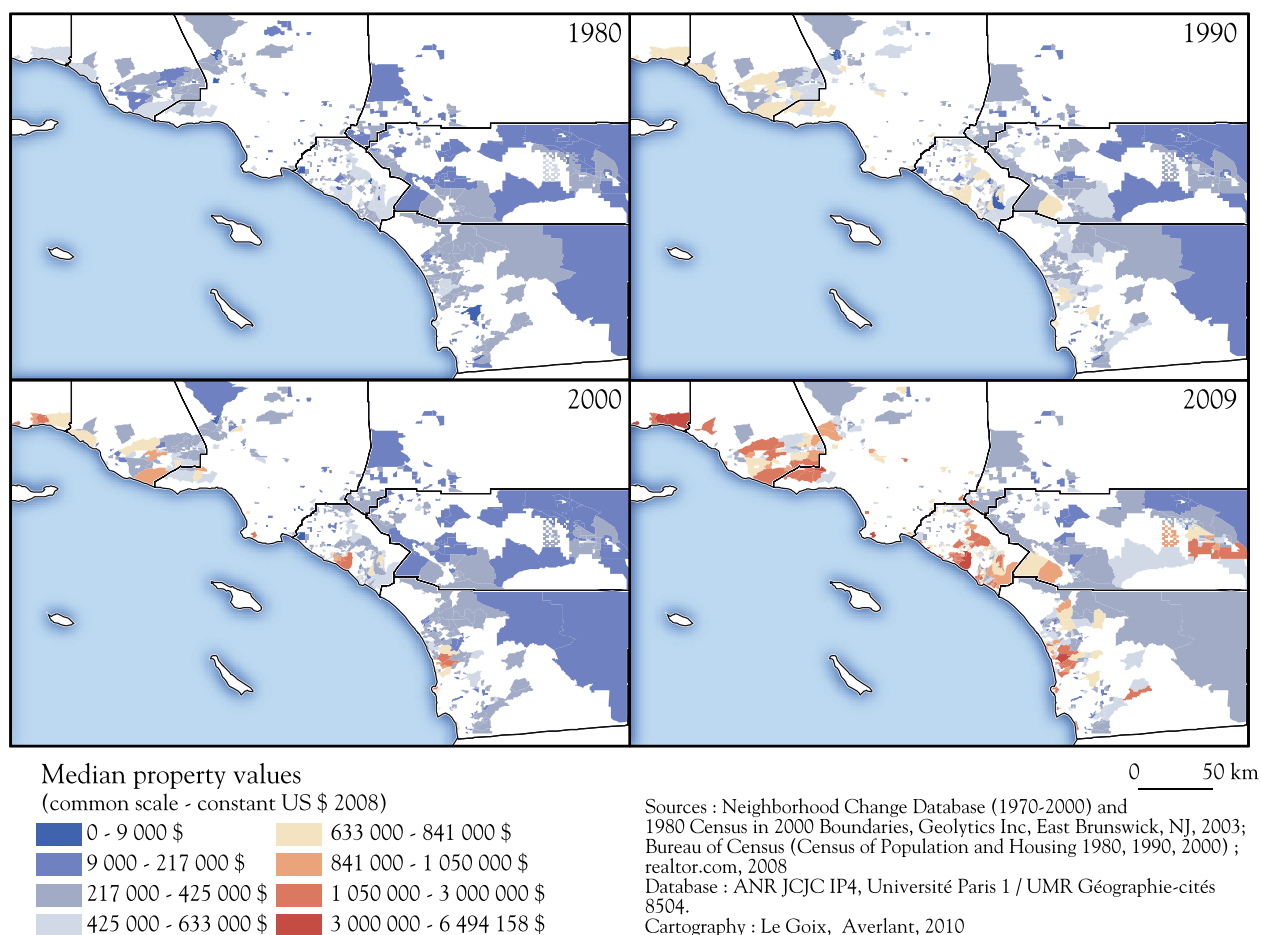 1980
1990
2000
2009
Median property values
(common scale - constant US $ 2008)
0 - 9 000 $
9 000 - 217 000 $
217 000 - 425 000 $
425 000 - 633 000 $
633 000 - 841 000 $
841 000 - 1 050 000 $
1 050 000 - 3 000 000 $
3 000 000 - 6 494 158 $
0 50 km
Sources : Neighborhood Change Database (1970-2000) and
1980 Census in 2000 Boundaries, Geolytics Inc, East Brunswick, NJ, 2003;
Bureau of Census (Census of Population and Housing 1980, 1990, 2000) ;
realtor.com, 2008
Database : ANR JCJC IP4, Université Paris 1 / UMR Géographie-cités
8504.
Cartography : Le Goix, Averlant, 2010